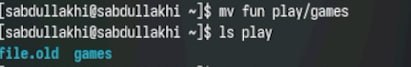 [sabdullakhi@sabdullakhi ~]$ mv fun play/games
[sabdullakhi@sabdullakhi ~]$ ls play
file.old games